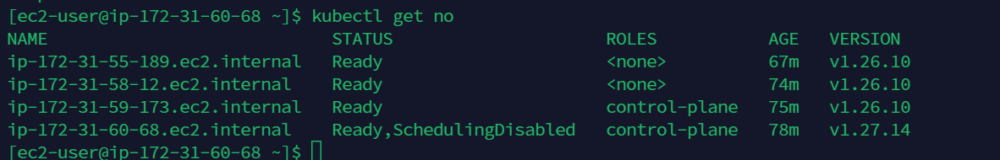 [ec2-user@ip-172-31-60-68 ~]$ kubectl get no
NAME STATUS ROLES AGE VERSION
ip-172-31-55-189.ec2.internal Ready <none> 67m v1.26.10
ip-172-31-58-12.ec2.internal Ready <none> 74m v1.26.10
ip-172-31-59-173.ec2.internal Ready control-plane 75m v1.26.10
ip-172-31-60-68.ec2.internal Ready,SchedulingDisabled control-plane 78m v1.27.14
[ec2-user@ip-172-31-60-68 ~]$